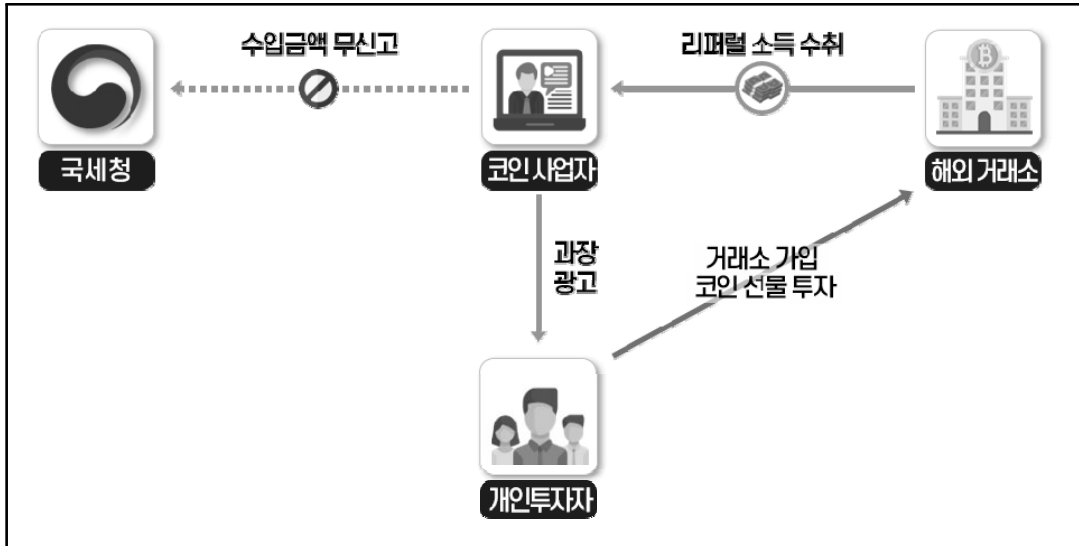 수입금액 무신고
리퍼럴 소득 수취
국세청
코인 사업자
해외 거래소
과장
광고
거래소 가입
코인 선물 투자
개인투자자